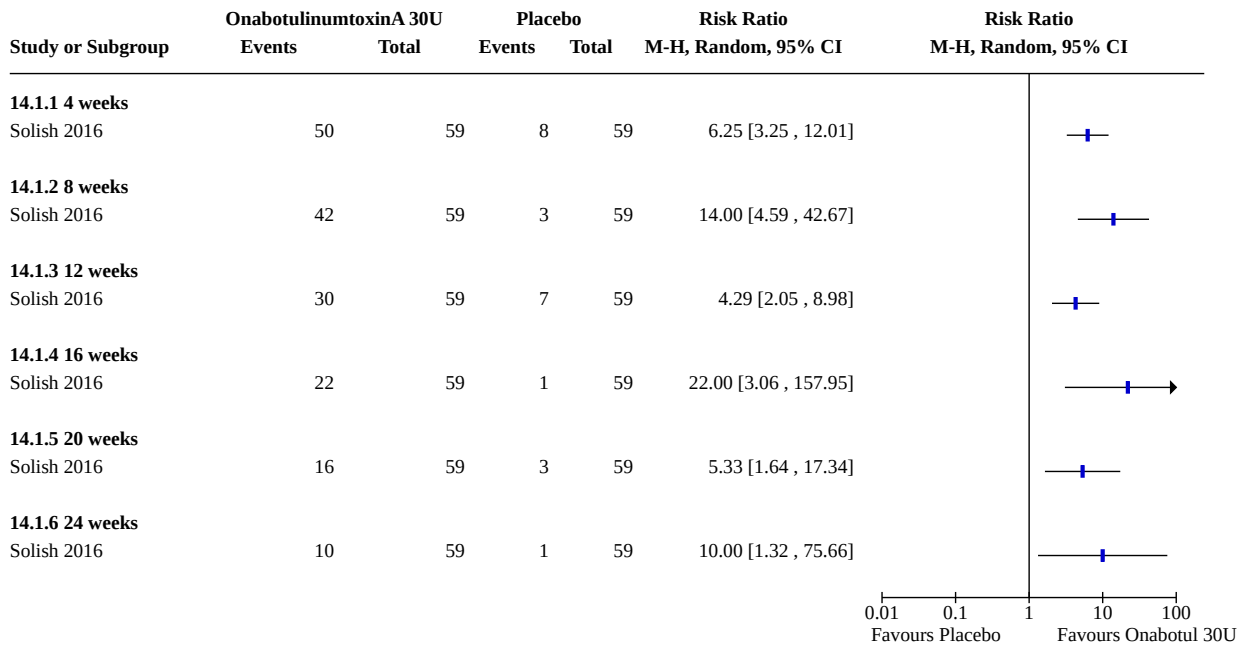 OnabotulinumtoxinA 30U Placebo Risk Ratio Risk Ratio
Study or Subgroup Events Total Events Total M-H, Random, 95% CI M-H, Random, 95% CI
14.1.1 4 weeks
Solish 2016 50 59 8 59 6.25 [3.25 , 12.01]
14.1.2 8 weeks
Solish 2016 42 59 3 59 14.00 [4.59 , 42.67]
14.1.3 12 weeks
Solish 2016 30 59 7 59 4.29 [2.05 , 8.98]
14.1.4 16 weeks
Solish 2016 22 59 1 59 22.00 [3.06 , 157.95]
14.1.5 20 weeks
Solish 2016 16 59 3 59 5.33 [1.64 , 17.34]
14.1.6 24 weeks
Solish 2016 10 59 1 59 10.00 [1.32 , 75.66]
0.01 0.1 1 10 100
Favours Placebo Favours Onabotul 30U